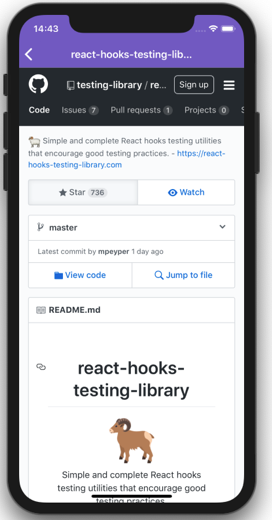 14:43
react-hooks-testing-lib...
testing-library / re... Sign up
Code Issues 7 Pull requests 1 Projects 0
Simple and complete React hooks testing utilities
that encourage good testing practices. - https://react-
hooks-testing-library.com
Star 736 Watch
master
Latest commit by mpeyper 1 day ago
View code Jump to file
README.md
react-hooks-
testing-library
Simple and complete React hooks
testing utilities that encourage good
testing practices.